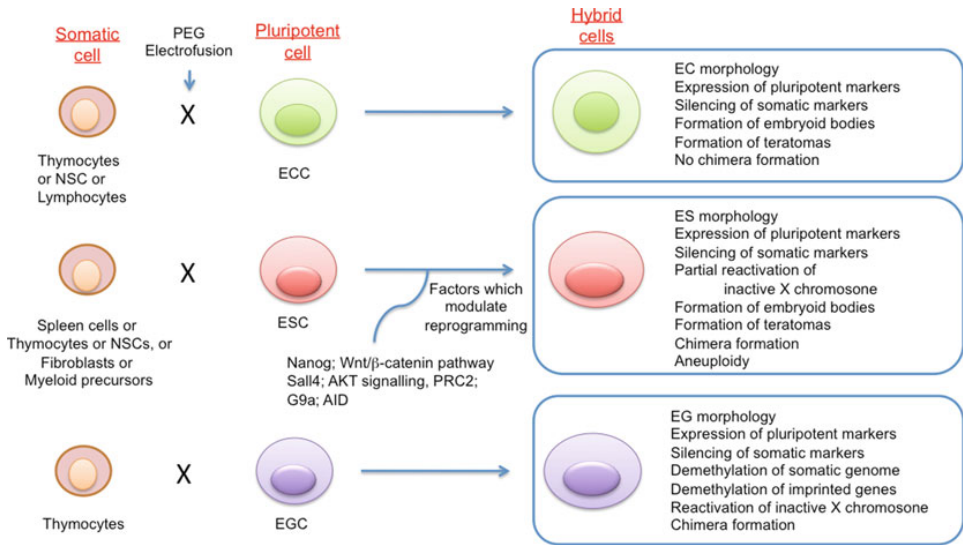 Somatic
cell
PEG
Electrofusion
Pluripotent
cell
Hybrid
cells
X
Thymocytes
or NSC or
Lymphocytes
ECC
EC morphology
Expression of pluripotent markers
Silencing of somatic markers
Formation of embryoid bodies
Formation of teratomas
No chimera formation
X
Spleen cells or
Thymocytes or NSCs, or
Fibroblasts or
Myeloid precursors
ESC
Factors which
modulate
reprogramming
Nanog; Wnt/β-catenin pathway
Sall4; AKT signalling, PRC2;
G9a; AID
ES morphology
Expression of pluripotent markers
Silencing of somatic markers
Partial reactivation of
inactive X chromosome
Formation of embryoid bodies
Formation of teratomas
Chimera formation
Aneuploidy
X
Thymocytes
EGC
EG morphology
Expression of pluripotent markers
Silencing of somatic markers
Demethylation of somatic genome
Demethylation of imprinted genes
Reactivation of inactive X chromosome
Chimera formation